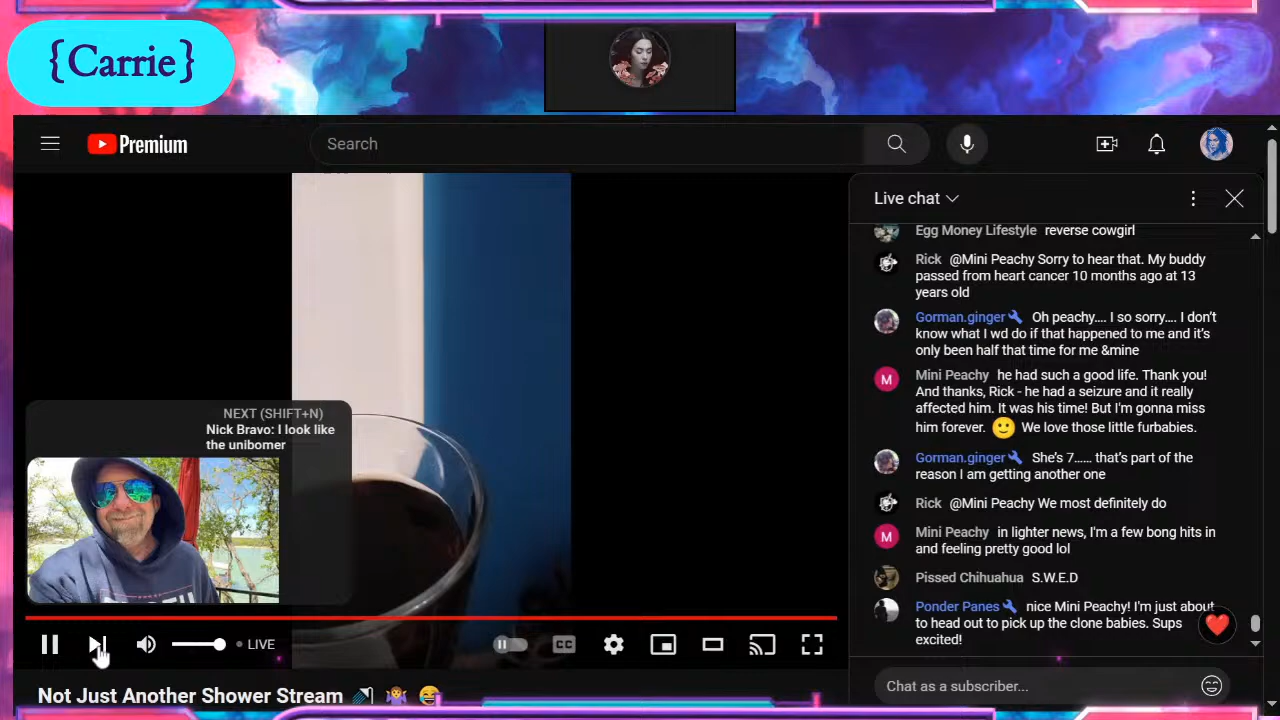 {Carrie}
Premium
Search
Live chat
Egg Money Lifestyle reverse cowgirl
Rick @Mini Peachy Sorry to hear that. My buddy
passed from heart cancer 10 months ago at 13
years old
Gorman.ginger Oh peachy.... I so sorry.... I don't
know what I wd do if that happened to me and it's
only been half that time for me &mine
M
Mini Peachy he had such a good life. Thank you!
And thanks, Rick - he had a seizure and it really
affected him. It was his time! But I'm gonna miss
him forever. 🙂 We love those little furbabies.
Gorman.ginger She's 7...... that's part of the
reason I am getting another one
Rick @Mini Peachy We most definitely do
M
Mini Peachy in lighter news, I'm a few bong hits in
and feeling pretty good lol
Pissed Chihuahua S.W.E.D
Ponder Panes nice Mini Peachy! I'm just about
to head out to pick up the clone babies. Sups
excited!
Chat as a subscriber...
NEXT (SHIFT+N)
Nick Bravo: I look like
the unibomer
LIVE
CC
Not Just Another Shower Stream 🚿 🤷‍♀️ 😂